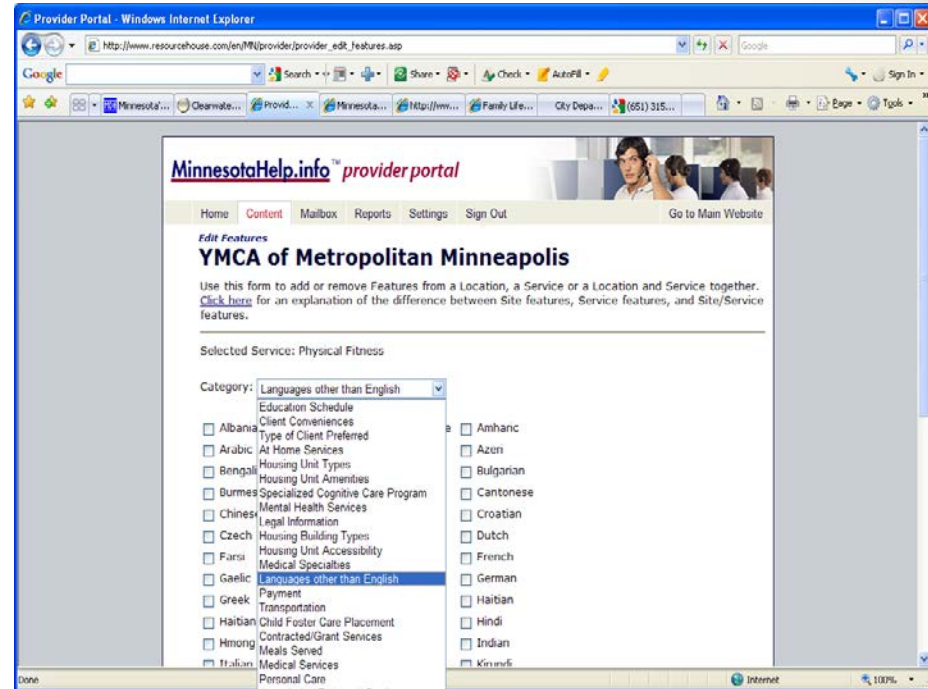 Provider Portal - Windows Internet Explorer
http://www.resourcehouse.com/en/MN/provider/provider_edit_features.asp
Google
Google
Search
Share
Check
AutoFill
Sign In
Minnesota'...
Clearwate...
Provid...
Minnesota...
http://ww...
Family Life...
City Depa...
(651) 315...
Page
Tools
MinnesotaHelp.info™ provider portal
Home Content Mailbox Reports Settings Sign Out Go to Main Website
Edit Features
YMCA of Metropolitan Minneapolis
Use this form to add or remove Features from a Location, a Service or a Location and Service together.
Click here for an explanation of the difference between Site features, Service features, and Site/Service
features.
Selected Service: Physical Fitness
Category: Languages other than English
Education Schedule
Client Conveniences
Type of Client Preferred
At Home Services
Housing Unit Types
Housing Unit Amenities
Specialized Cognitive Care Program
Mental Health Services
Legal Information
Housing Building Types
Housing Unit Accessibility
Medical Specialties
Languages other than English
Payment
Transportation
Child Foster Care Placement
Contracted/Grant Services
Meals Served
Medical Services
Personal Care
Albania
Arabic
Bengali
Burmes
Chines
Czech
Farsi
Gaelic
Greek
Haitian
Hmong
Italian
e
Amharic
Azeri
Bulgarian
Cantonese
Croatian
Dutch
French
German
Haitian
Hindi
Indian
Kirundi
Done
Internet
100%